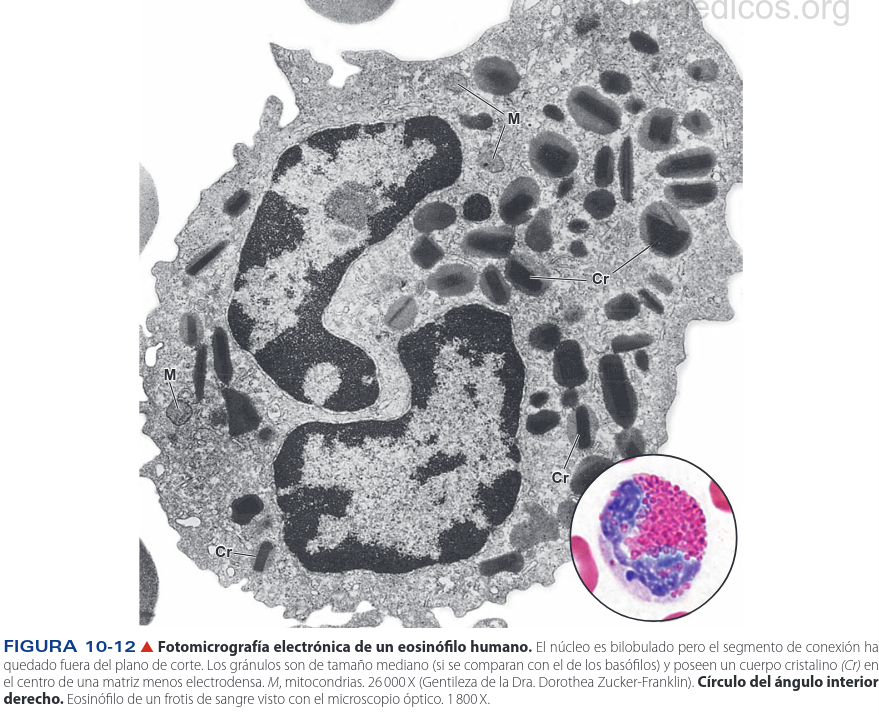 edicos.org
M
Cr
M
Cr
Cr
FIGURA 10-12 ▲ Fotomicrografía electrónica de un eosinófilo humano. El núcleo es bilobulado pero el segmento de conexión ha
quedado fuera del plano de corte. Los gránulos son de tamaño mediano (si se comparan con el de los basófilos) y poseen un cuerpo cristalino (Cr) en
el centro de una matriz menos electrodensa. M, mitocondrias. 26 000 X (Gentileza de la Dra. Dorothea Zucker-Franklin). Círculo del ángulo interior
derecho. Eosinófilo de un frotis de sangre visto con el microscopio óptico. 1 800 X.